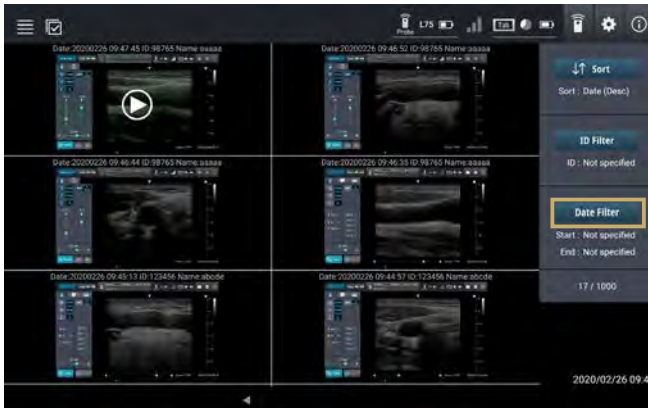 Probe L75 Tab
Date:20200226 09:47:45 ID:98765 Name:aaaaa
Date:20200226 09:46:52 ID:98765 Name:aaaaa
↓↑ Sort
Sort : Date (Desc)
ID Filter
ID : Not specified
Date:20200226 09:46:44 ID:98765 Name:aaaaa
Date:20200226 09:46:35 ID:98765 Name:aaaaa
Date Filter
Start : Not specified
End : Not specified
Date:20200226 09:45:13 ID:123456 Name:abcde
Date:20200226 09:44:57 ID:123456 Name:abcde
17 / 1000
2020/02/26 09:4